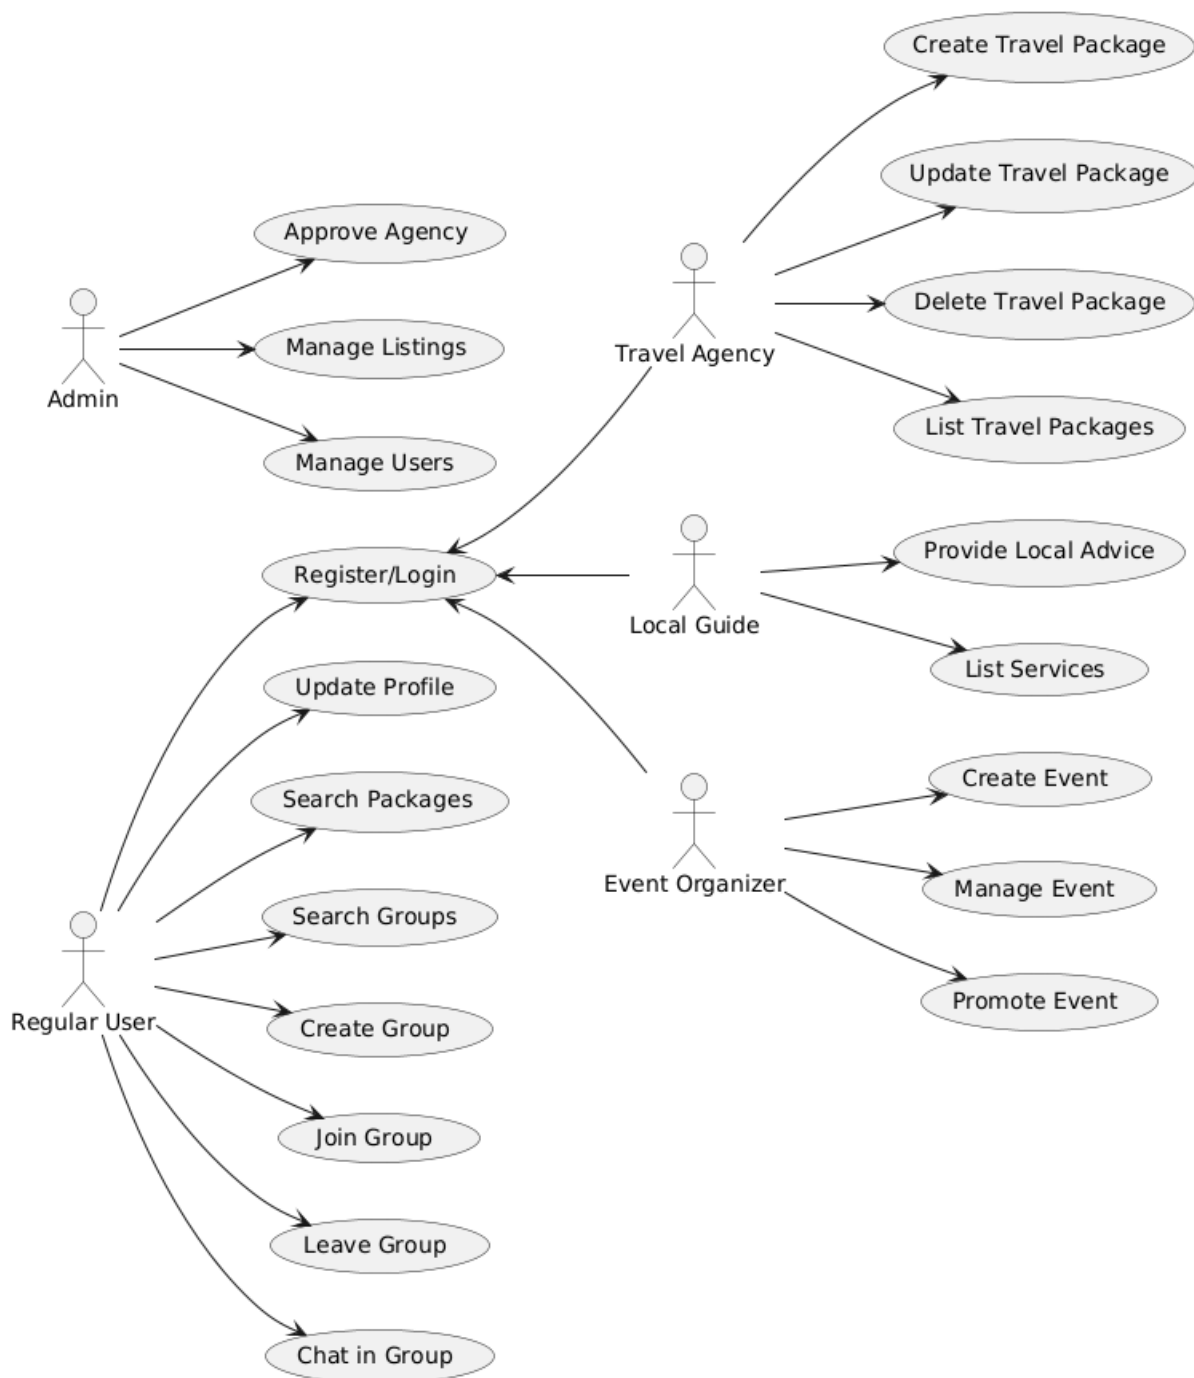 Create Travel Package
Update Travel Package
Approve Agency
Delete Travel Package
Manage Listings
Travel Agency
Admin
List Travel Packages
Manage Users
Provide Local Advice
Register/Login
Local Guide
List Services
Update Profile
Create Event
Search Packages
Event Organizer
Manage Event
Search Groups
Promote Event
Regular User
Create Group
Join Group
Leave Group
Chat in Group